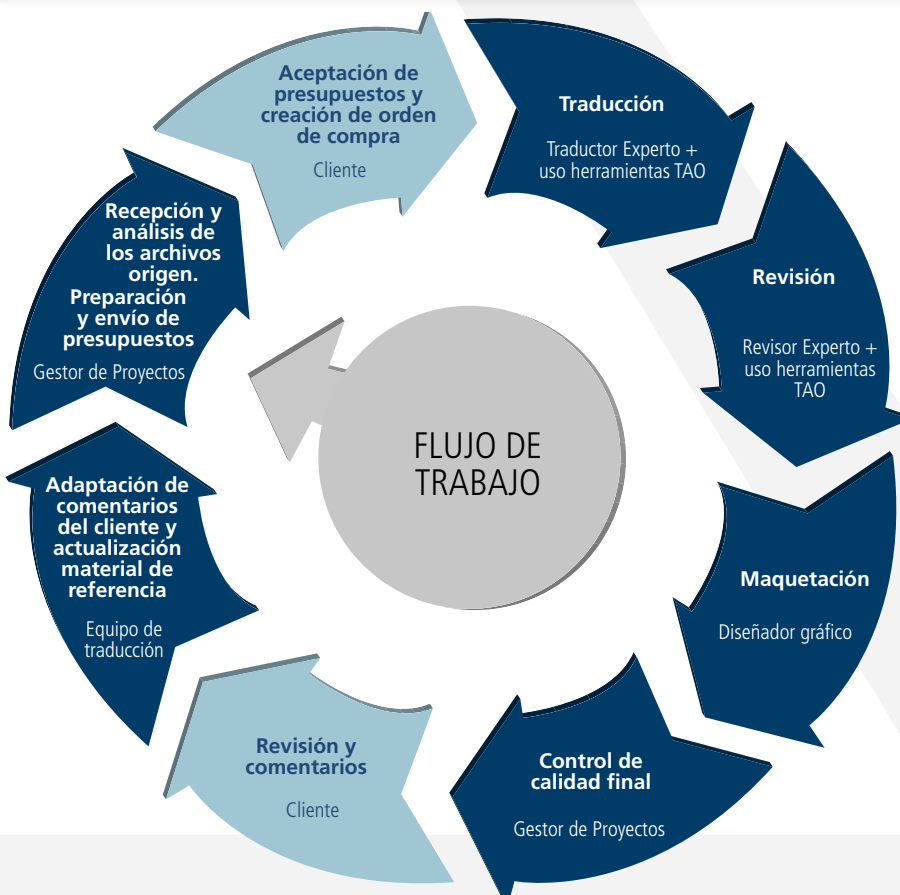 Aceptación de
presupuestos y
creación de orden
de compra
Cliente
Traducción
Traductor Experto +
uso herramientas TAO
Revisión
Revisor Experto +
uso herramientas
TAO
Maquetación
Diseñador gráfico
Control de
calidad final
Gestor de Proyectos
Revisión y
comentarios
Cliente
Adaptación de
comentarios
del cliente y
actualización
material de
referencia
Equipo de
traducción
Recepción y
análisis de
los archivos
origen.
Preparación
y envío de
presupuestos
Gestor de Proyectos
FLUJO DE
TRABAJO